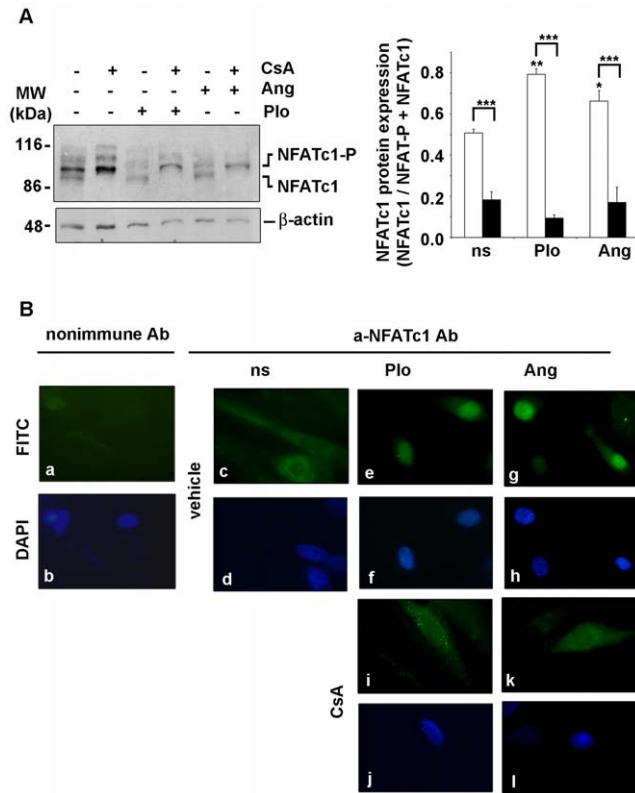 A
- + - + - + CsA
- + Ang
+ + Plo
MW
(kDa)
116-
86-
48-
NFATc1-P
NFATc1
β-actin
NFATc1 protein expression
(NFATc1 / NFAT-P + NFATc1)
0.8
0.6
0.4
0.2
0.0
***
**
***
*
***
ns Plo Ang
B
nonimmune Ab a-NFATc1 Ab
ns Plo Ang
FITC
DAPI
vehicle
CsA
a c e g
b d f h
i k
j l